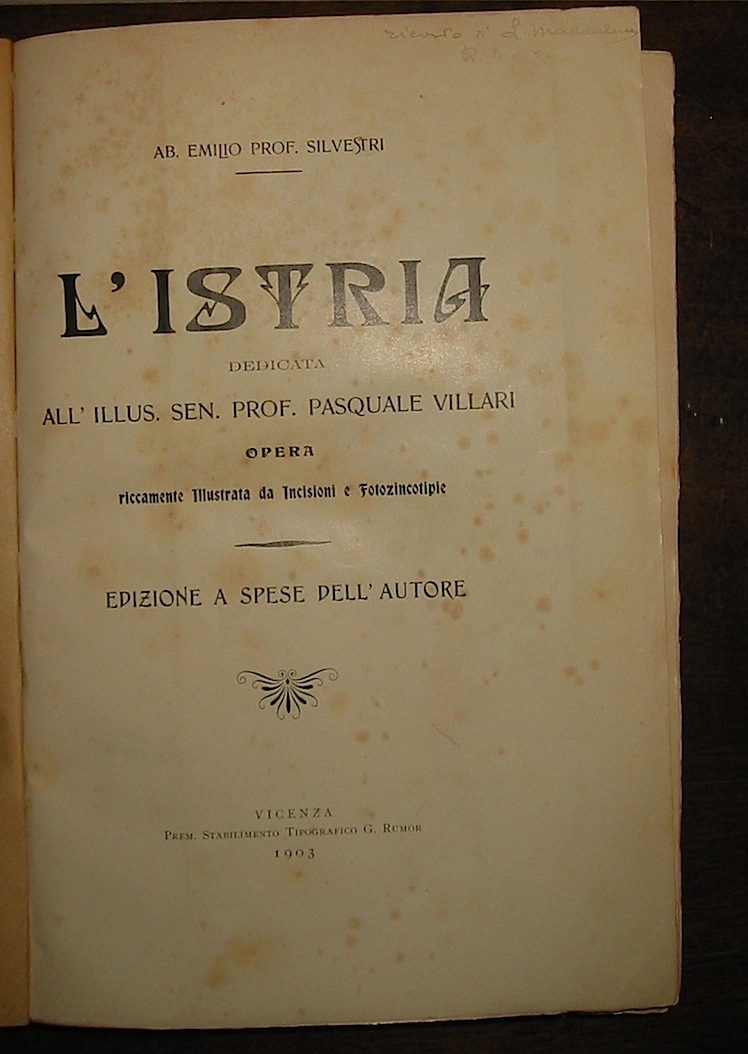 AB. EMILIO PROF. SILVESTRI
L' ISTRIA
DEDICATA
ALL' ILLUS. SEN. PROF. PASQUALE VILLARI
OPERA
riccamente Illustrata da Incisioni e Fotozincotipie
EDIZIONE A SPESE DELL' AUTORE
VICENZA
PREM. STABILIMENTO TIPOGRAFICO G. RUMOR
1903